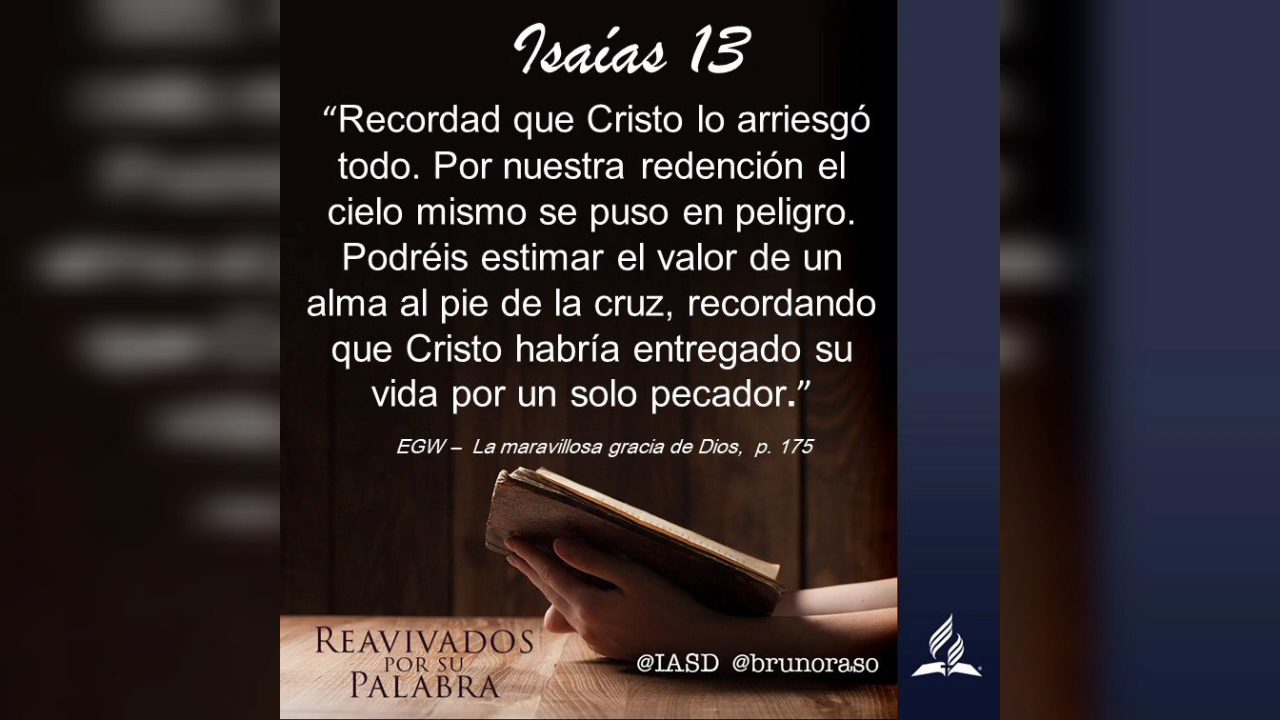 Isaías 13
“Recordad que Cristo lo arriesgó
todo. Por nuestra redención el
cielo mismo se puso en peligro.
Podréis estimar el valor de un
alma al pie de la cruz, recordando
que Cristo habría entregado su
vida por un solo pecador.”
EGW – La maravillosa gracia de Dios, p. 175
REAVIVADOS
POR SU
PALABRA
@IASD @brunoraso